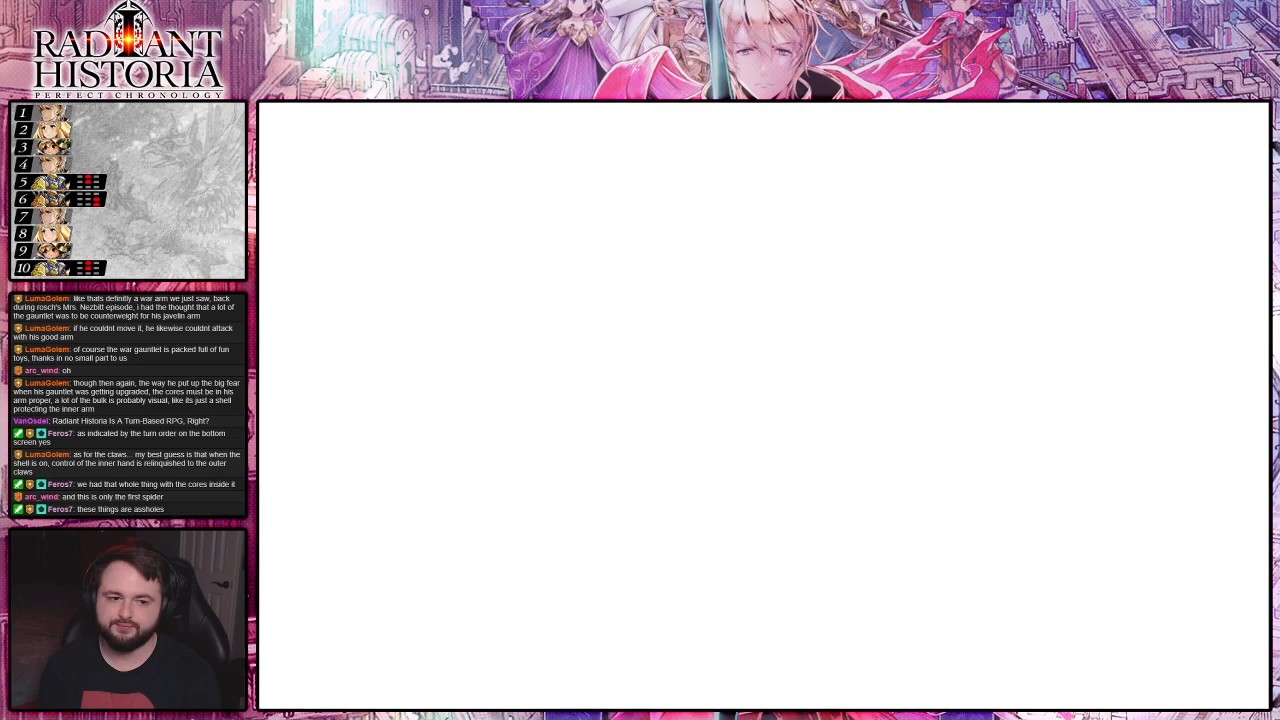 RADIANT
HISTORIA
PERFECT CHRONOLOGY
1
2
3
4
5
6
7
8
9
10
LumaGolem: like thats definitly a war arm we just saw, back
during rosch's Mrs. Nezbitt episode, i had the thought that a lot of
the gauntlet was to be counterweight for his javelin arm
LumaGolem: if he couldnt move it, he likewise couldnt attack
with his good arm
LumaGolem: of course the war gauntlet is packed full of fun
toys, thanks in no small part to us
arc_wind: oh
LumaGolem: though then again, the way he put up the big fear
when his gauntlet was getting upgraded, the cores must be in his
arm proper, a lot of the bulk is probably visual, like its just a shell
protecting the inner arm
VanOsdel: Radiant Historia Is A Turn-Based RPG, Right?
Feros7: as indicated by the turn order on the bottom
screen yes
LumaGolem: as for the claws... my best guess is that when the
shell is on, control of the inner hand is relinquished to the outer
claws
Feros7: we had that whole thing with the cores inside it
arc_wind: and this is only the first spider
Feros7: these things are assholes